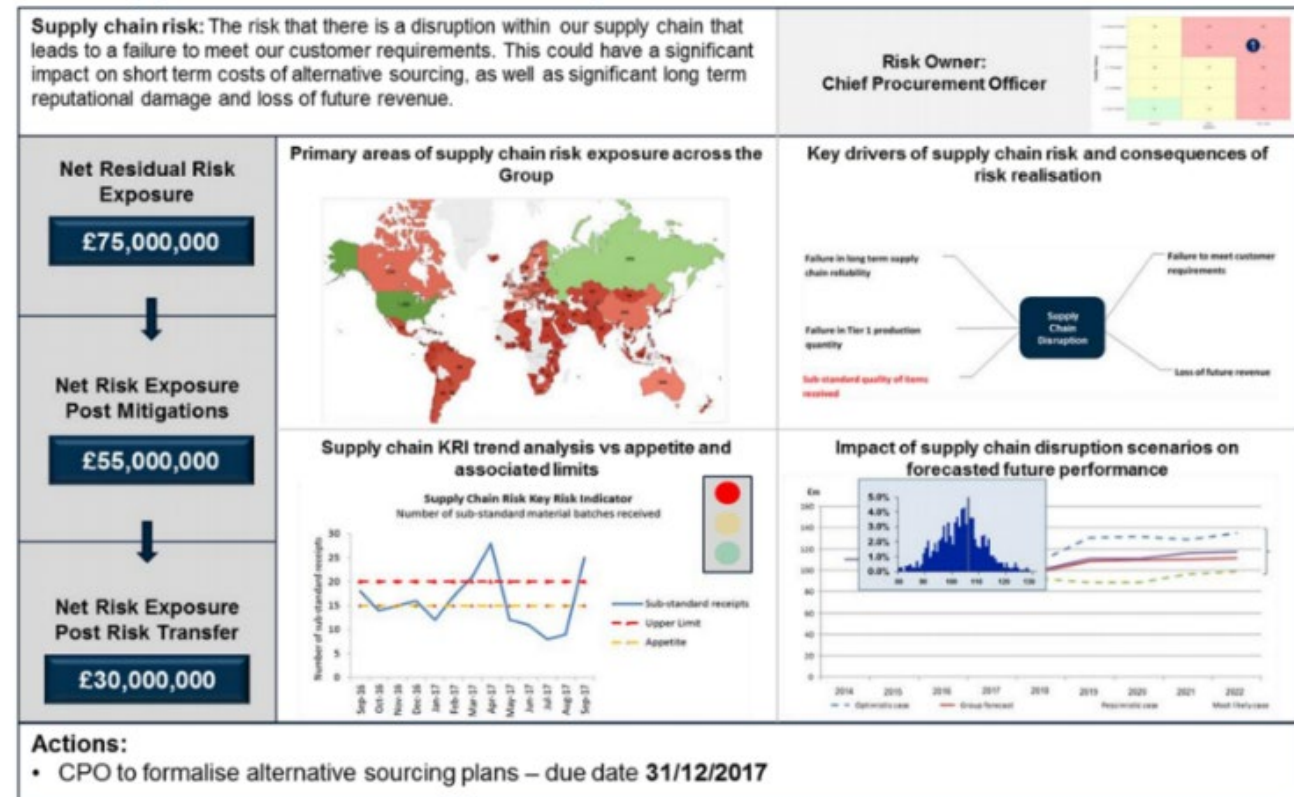 Supply chain risk: The risk that there is a disruption within our supply chain that
leads to a failure to meet our customer requirements. This could have a significant
impact on short term costs of alternative sourcing, as well as significant long term
reputational damage and loss of future revenue.
Risk Owner:
Chief Procurement Officer
1
Net Residual Risk
Exposure
£75,000,000
Net Risk Exposure
Post Mitigations
£55,000,000
Net Risk Exposure
Post Risk Transfer
£30,000,000
Primary areas of supply chain risk exposure across the
Group
Key drivers of supply chain risk and consequences of
risk realisation
Failure in long term supply
chain reliability
Failure in Tier 1 production
quantity
Sub-standard quality of items
received
Supply
Chain
Disruption
Failure to meet customer
requirements
Loss of future revenue
Supply chain KRI trend analysis vs appetite and
associated limits
Supply Chain Risk Key Risk Indicator
Number of sub-standard material batches received
Number of sub-standard receipts
30
25
20
15
10
5
0
Sep-16
Oct-16
Nov-16
Dec-16
Jan-17
Feb-17
Mar-17
Apr-17
May-17
Jun-17
Jul-17
Aug-17
Sep-17
Sub-standard receipts
Upper Limit
Appetite
Impact of supply chain disruption scenarios on
forecasted future performance
£m
160
140
120
100
80
60
40
20
0
5.0%
4.0%
3.0%
2.0%
1.0%
0.0%
90
100
110
120
130
2014 2015 2016 2017 2018 2019 2020 2021 2022
Optimistic case Group forecast Pessimistic case Most likely case
Actions:
• CPO to formalise alternative sourcing plans – due date 31/12/2017